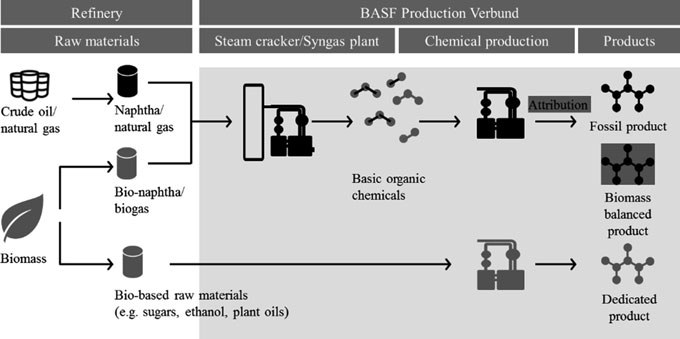 Refinery
BASF Production Verbund
Raw materials
Steam cracker/Syngas plant
Chemical production
Products
Crude oil/
natural gas
Naphtha/
natural gas
Attribution
Fossil product
Bio-naphtha/
biogas
Basic organic
chemicals
Biomass
balanced
product
Biomass
Bio-based raw materials
(e.g. sugars, ethanol, plant oils)
Dedicated
product